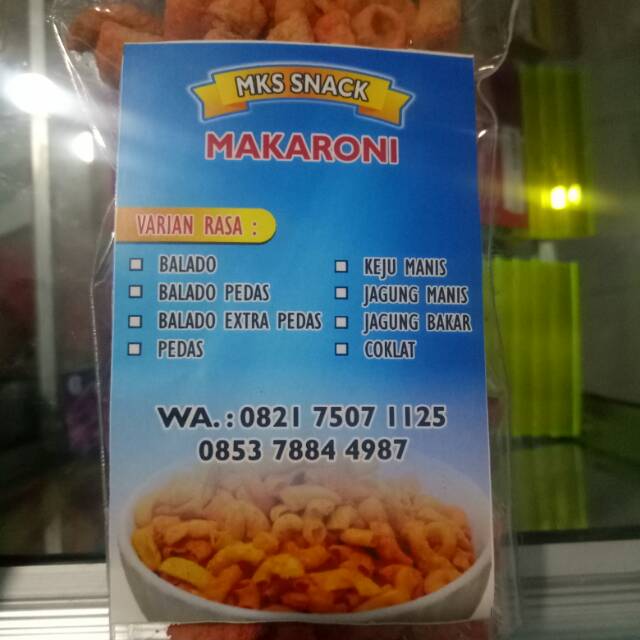 MKS SNACK
MAKARONI
VARIAN RASA :
BALADO
BALADO PEDAS
BALADO EXTRA PEDAS
PEDAS
KEJU MANIS
JAGUNG MANIS
JAGUNG BAKAR
COKLAT
WA. : 0821 7507 1125
0853 7884 4987